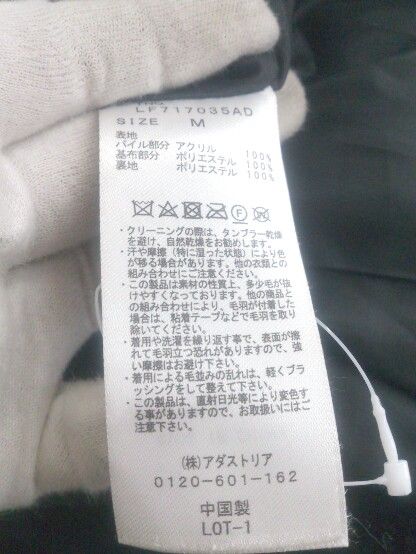 LF717035AD
SIZE M
表地
パイル部分 アクリル 100%
基布部分 ポリエステル 100%
裏地 ポリエステル 100%
・クリーニングの際は、タンブラー乾燥
を避け、自然乾燥をお勧めします。
・汗や摩擦（特に湿った状態）により色
が移る場合があります。他の衣類との
組み合わせにご注意ください。
・この製品は素材の性質上、多少毛が抜
けやすくなっております。他の商品と
の組み合わせにより、毛羽が付着した
場合は、粘着テープなどで毛羽を取り
除いてください。
・着用や洗濯を繰り返す事で、表面が擦
れて毛羽立つ恐れがありますので、強
い摩擦はお避け下さい。
・着用による毛並みの乱れは、軽くブラ
ッシングをして整えて下さい。
・この製品は、直射日光等により変色す
る事がありますので、お取扱いにはご
注意ください。
（株）アダストリア
0120-601-162
中国製
LOT-1